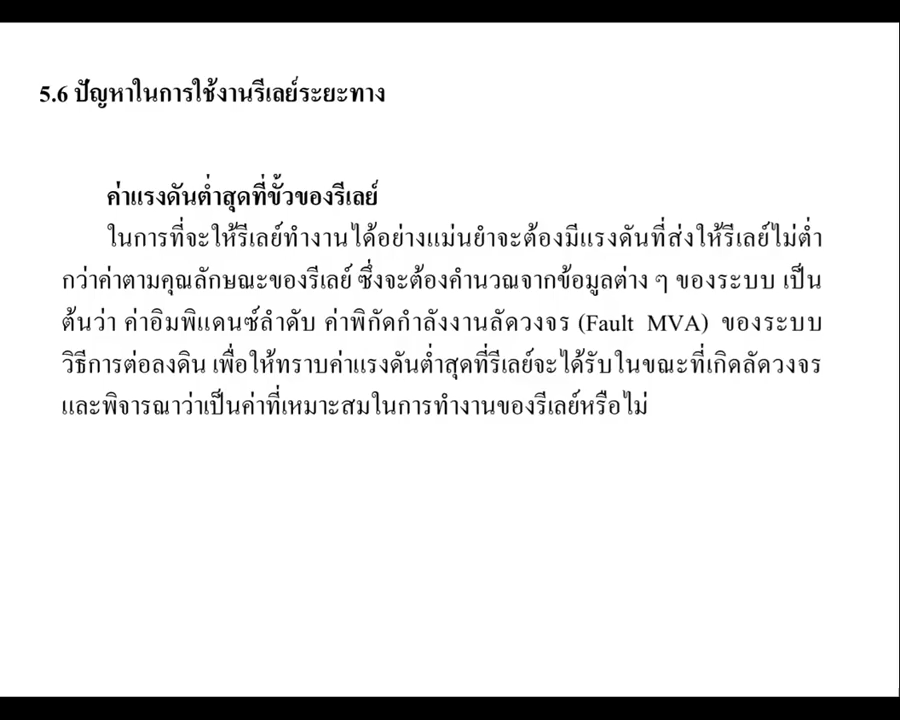 5.6 ปัญหาในการใช้งานรีเลย์ระยะทาง
ค่าแรงดันต่ำสุดที่ขั้วของรีเลย์
ในการที่จะให้รีเลย์ทำงานได้อย่างแม่นยำจะต้องมีแรงดันที่ส่งให้รีเลย์ไม่ต่ำ
กว่าค่าตามคุณลักษณะของรีเลย์ ซึ่งจะต้องคำนวณจากข้อมูลต่าง ๆ ของระบบ เป็น
ต้นว่า ค่าอิมพิแดนซ์ลำดับ ค่าพิกัดกำลังงานลัดวงจร (Fault MVA) ของระบบ
วิธีการต่อลงดิน เพื่อให้ทราบค่าแรงดันต่ำสุดที่รีเลย์จะได้รับในขณะที่เกิดลัดวงจร
และพิจารณาว่าเป็นค่าที่เหมาะสมในการทำงานของรีเลย์หรือไม่